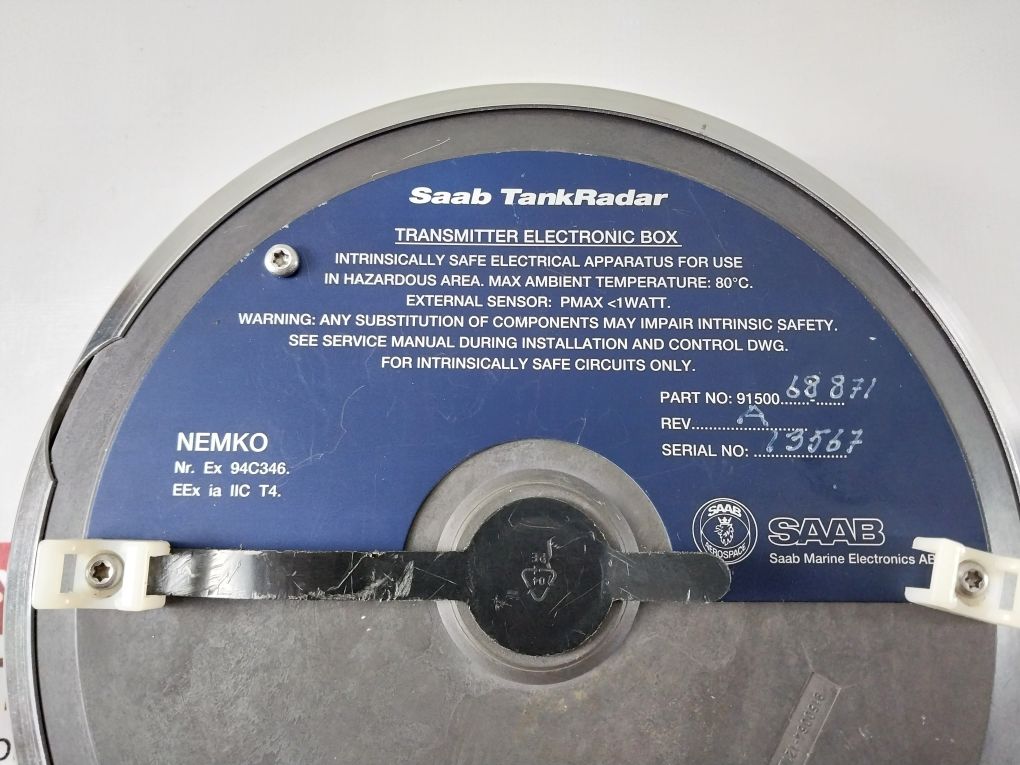 Saab TankRadar
TRANSMITTER ELECTRONIC BOX
INTRINSICALLY SAFE ELECTRICAL APPARATUS FOR USE
IN HAZARDOUS AREA. MAX AMBIENT TEMPERATURE: 80°C.
EXTERNAL SENSOR: PMAX <1WATT.
WARNING: ANY SUBSTITUTION OF COMPONENTS MAY IMPAIR INTRINSIC SAFETY.
SEE SERVICE MANUAL DURING INSTALLATION AND CONTROL DWG.
FOR INTRINSICALLY SAFE CIRCUITS ONLY.
PART NO: 91500 68-871
REV. A
SERIAL NO: 13567
NEMKO
Nr. Ex 94C346.
EEx ia IIC T4.
SAAB
AEROSPACE
SAAB
Saab Marine Electronics AB
PE
04